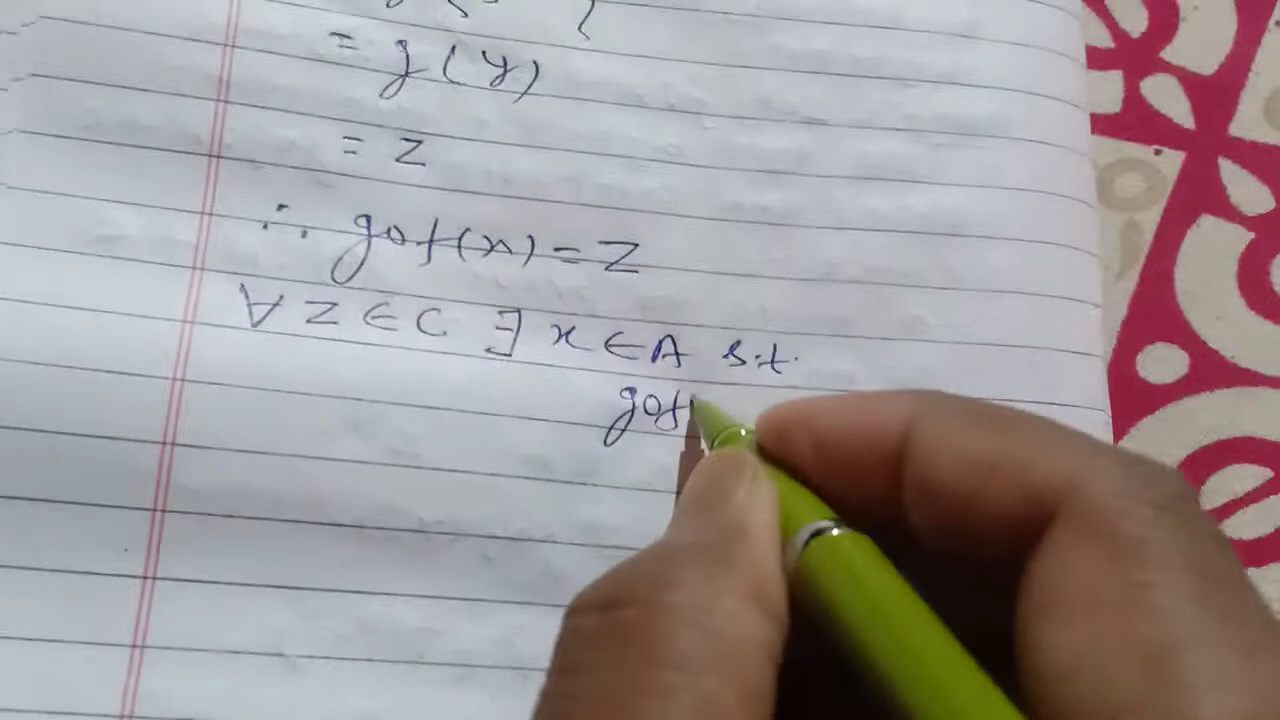 = g(y)
= z
∴ gof(x) = z
∀ z ∈ C ∃ x ∈ A s.t.
gof